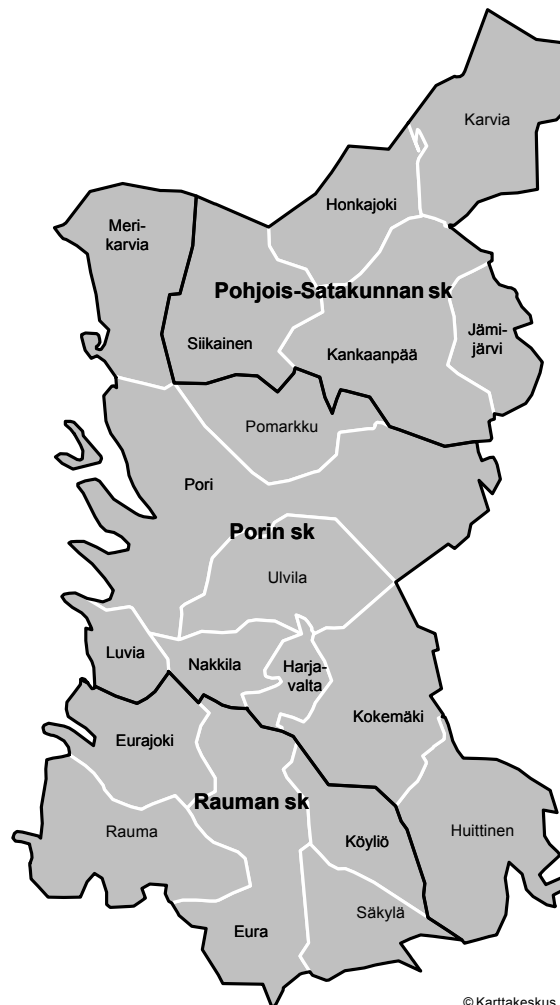 Karvia
Honkajoki
Meri-
karvia
Pohjois-Satakunnan sk
Siikainen
Kankaanpää
Jämi-
järvi
Pomarkku
Pori
Porin sk
Ulvila
Luvia
Nakkila
Harja-
valta
Kokemäki
Eurajoki
Rauman sk
Rauma
Köyliö
Huittinen
Säkylä
Eura
© Karttakeskus